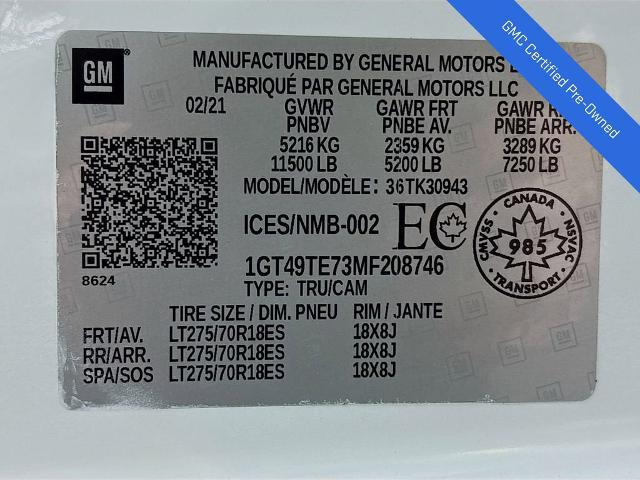 GMC Certified Pre-Owned
GM
MANUFACTURED BY GENERAL MOTORS
FABRIQUÉ PAR GENERAL MOTORS LLC
02/21 GVWR GAWR FRT GAWR
PNBV PNBE AV. PNBE ARR.
5216 KG 2359 KG 3289 KG
11500 LB 5200 LB 7250 LB
MODEL/MODÈLE: 36TK30943
ICES/NMB-002 EC
CANADA
CMVSS 985 NSVAC
TRANSPORT
8624
1GT49TE73MF208746
TYPE: TRU/CAM
TIRE SIZE / DIM. PNEU RIM / JANTE
FRT/AV. LT275/70R18ES 18X8J
RR/ARR. LT275/70R18ES 18X8J
SPA/SOS LT275/70R18ES 18X8J